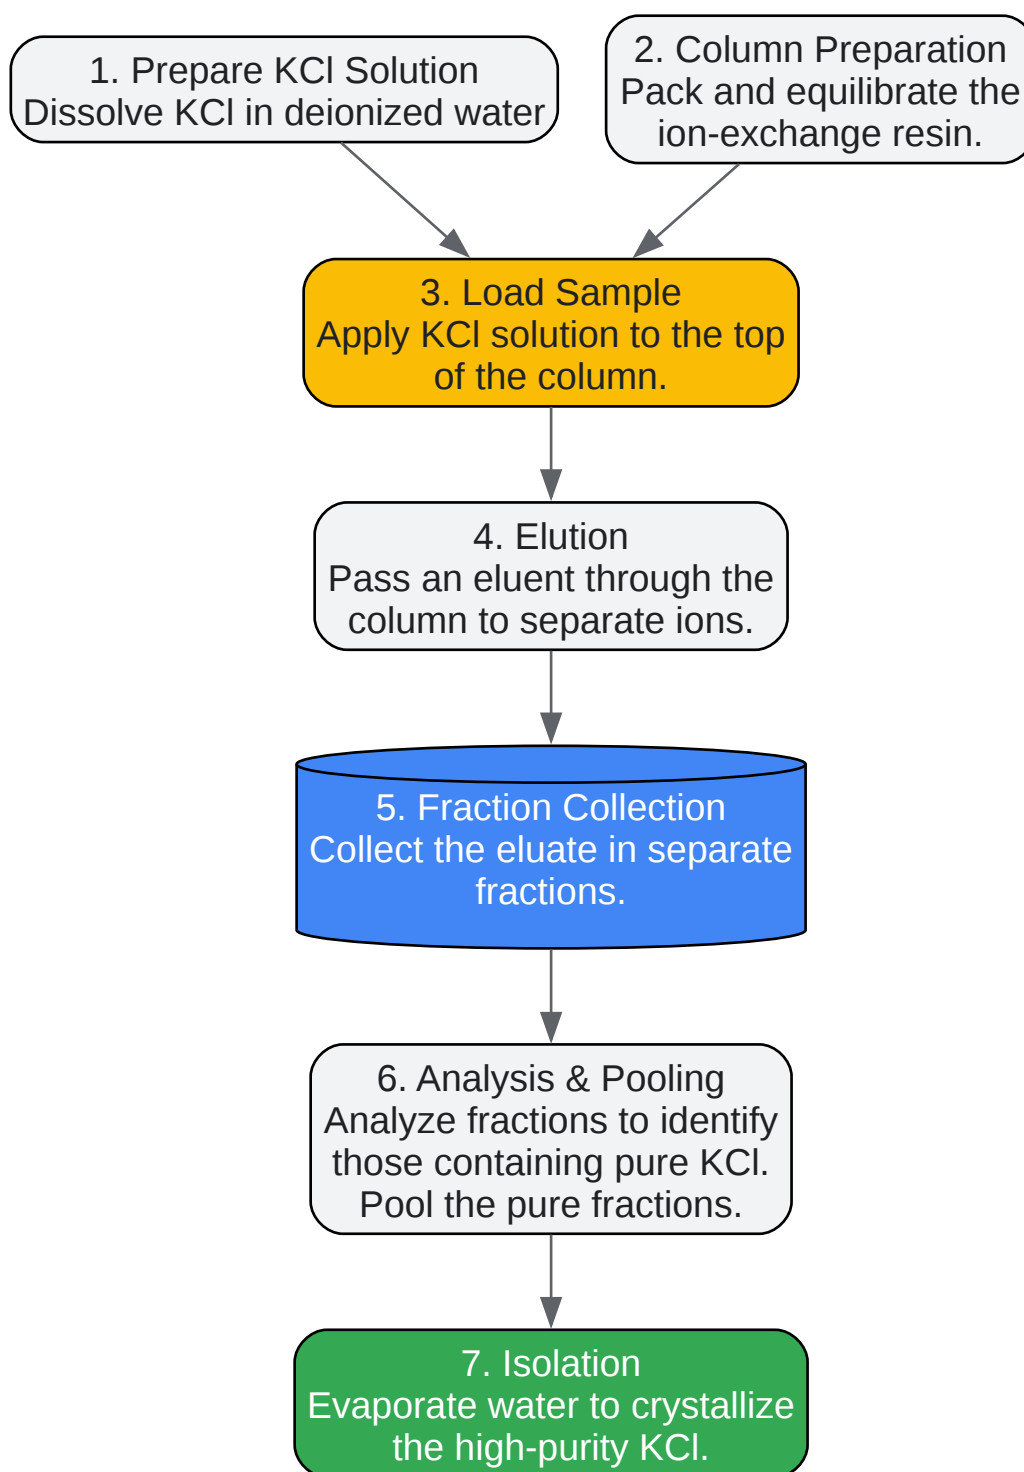 1. Prepare KCl Solution
Dissolve KCl in deionized water
2. Column Preparation
Pack and equilibrate the
ion-exchange resin.
3. Load Sample
Apply KCl solution to the top
of the column.
4. Elution
Pass an eluent through the
column to separate ions.
5. Fraction Collection
Collect the eluate in separate
fractions.
6. Analysis & Pooling
Analyze fractions to identify
those containing pure KCl.
Pool the pure fractions.
7. Isolation
Evaporate water to crystallize
the high-purity KCl.